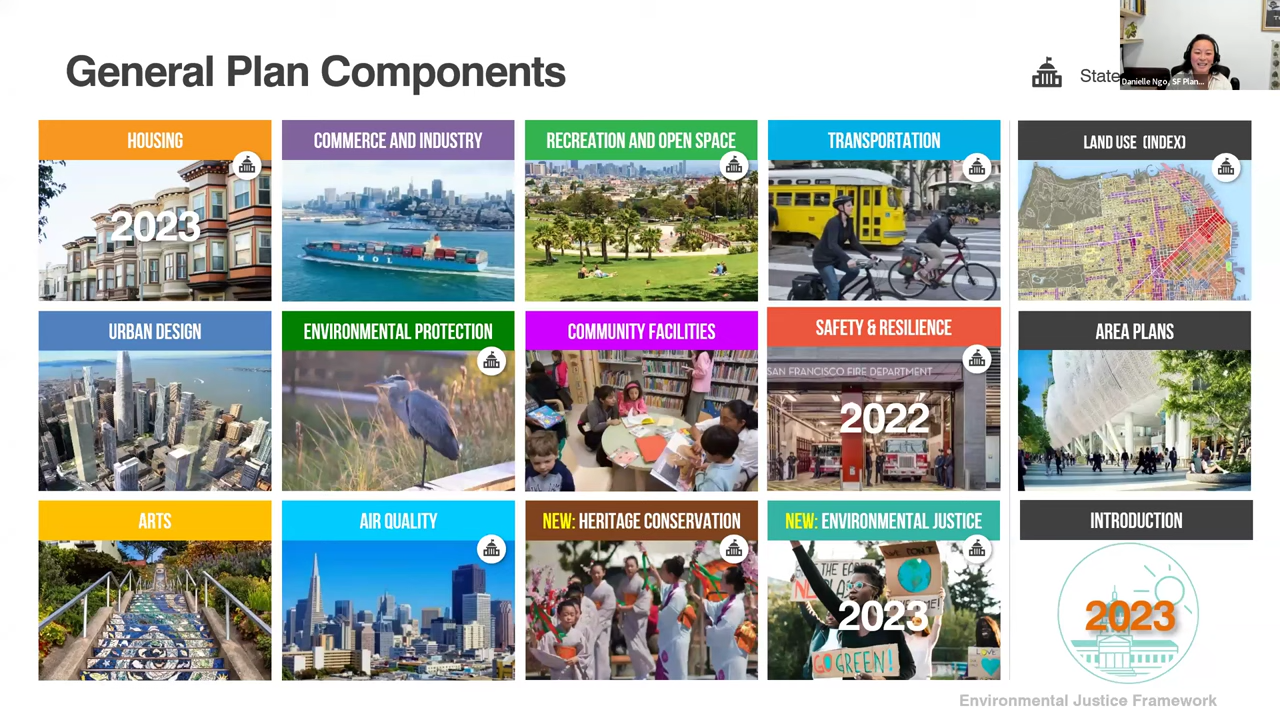 General Plan Components
State
Danielle Ngo, SF Plan...
HOUSING
COMMERCE AND INDUSTRY
RECREATION AND OPEN SPACE
TRANSPORTATION
LAND USE (INDEX)
2023
MOL
URBAN DESIGN
ENVIRONMENTAL PROTECTION
COMMUNITY FACILITIES
SAFETY & RESILIENCE
AREA PLANS
SAN FRANCISCO FIRE DEPARTMENT
2022
ARTS
AIR QUALITY
NEW: HERITAGE CONSERVATION
NEW: ENVIRONMENTAL JUSTICE
INTRODUCTION
2023
GO GREEN!
2023
Environmental Justice Framework